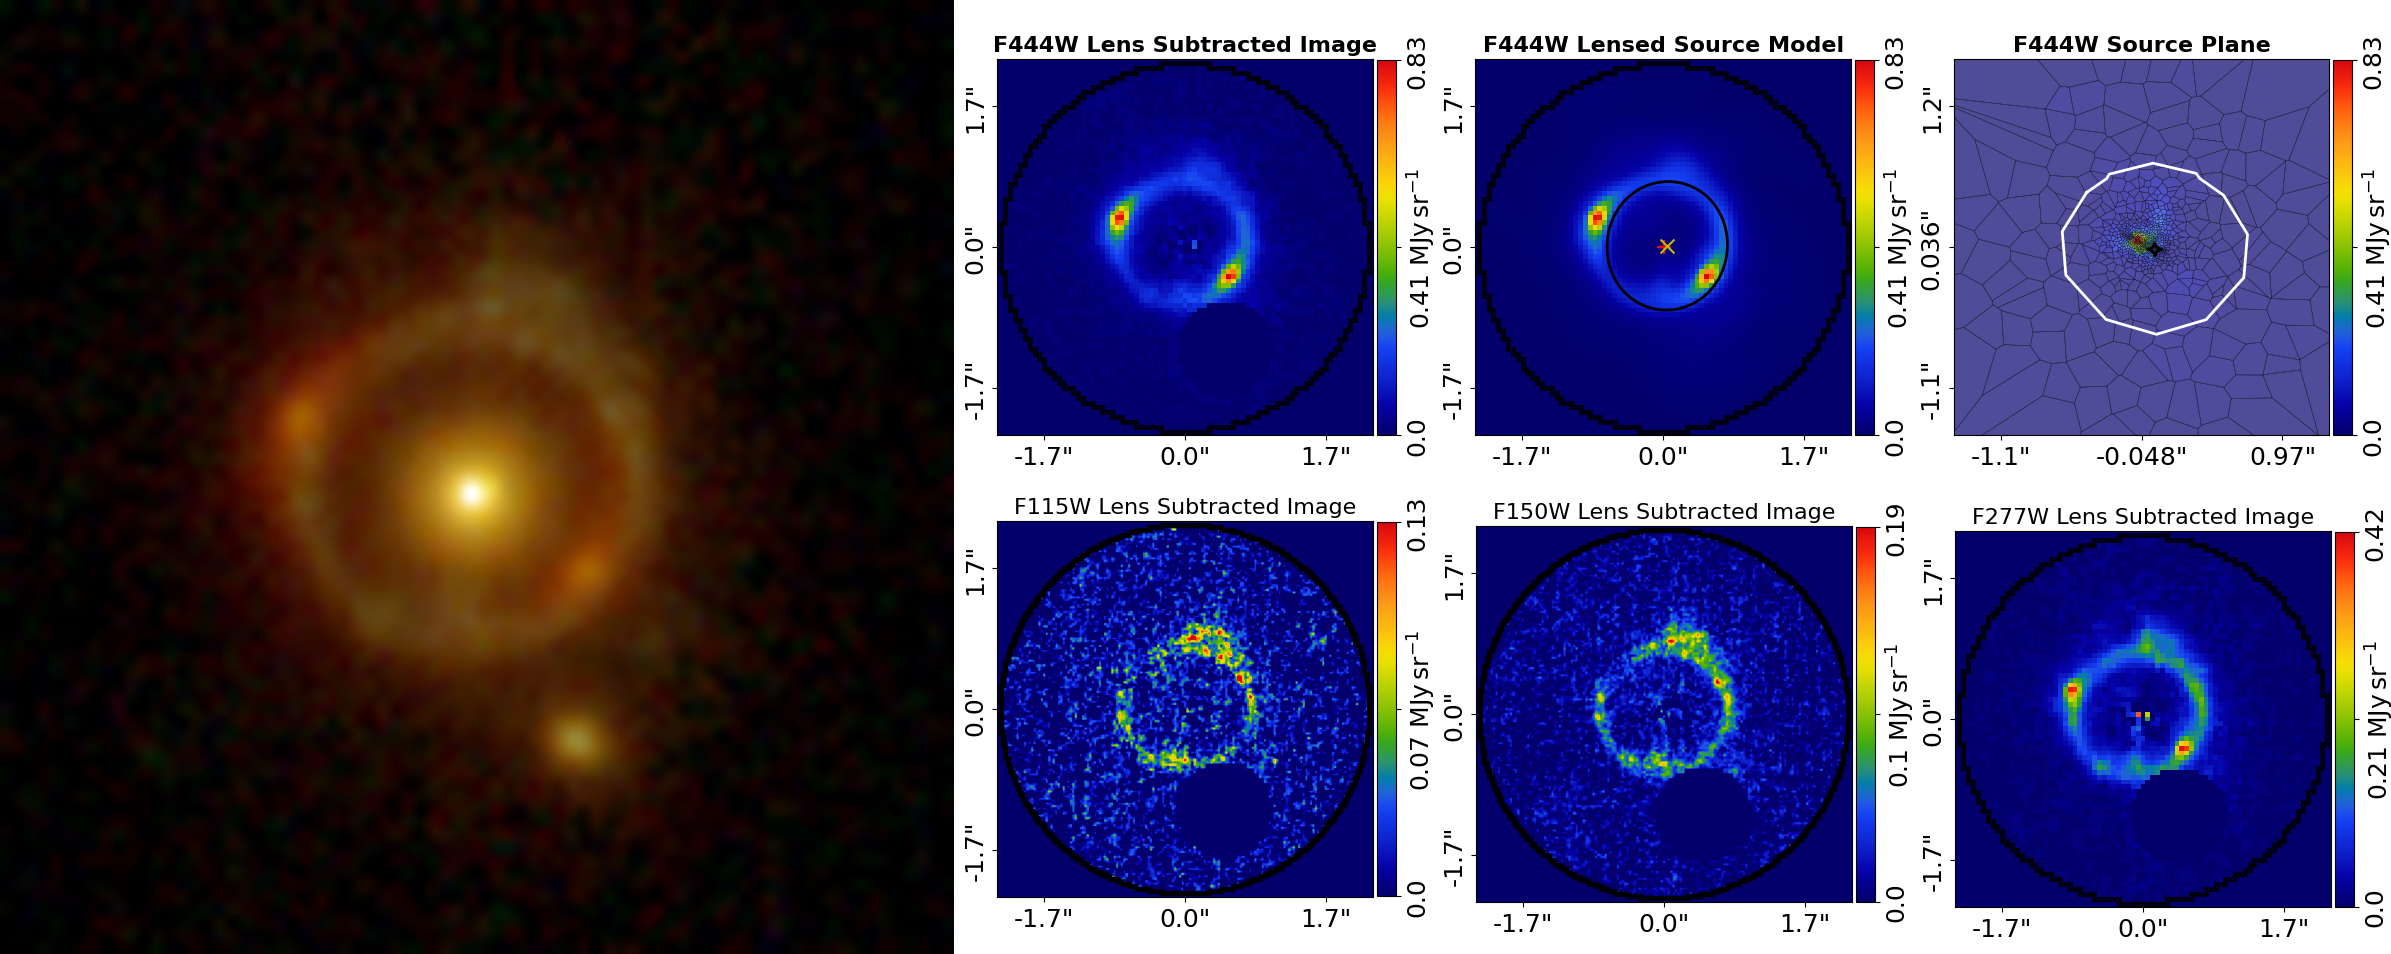 F444W Lens Subtracted Image
1.7"
0.0"
-1.7"
-1.7" 0.0" 1.7"
0.83
0.41 MJy sr⁻¹
0.0
F444W Lensed Source Model
1.7"
0.0"
-1.7"
-1.7" 0.0" 1.7"
0.83
0.41 MJy sr⁻¹
0.0
F444W Source Plane
1.2"
0.036"
-1.1"
-1.1" -0.048" 0.97"
0.83
0.41 MJy sr⁻¹
0.0
F115W Lens Subtracted Image
1.7"
0.0"
-1.7"
-1.7" 0.0" 1.7"
0.13
0.07 MJy sr⁻¹
0.0
F150W Lens Subtracted Image
1.7"
0.0"
-1.7"
-1.7" 0.0" 1.7"
0.19
0.1 MJy sr⁻¹
0.0
F277W Lens Subtracted Image
1.7"
0.0"
-1.7"
-1.7" 0.0" 1.7"
0.42
0.21 MJy sr⁻¹
0.0